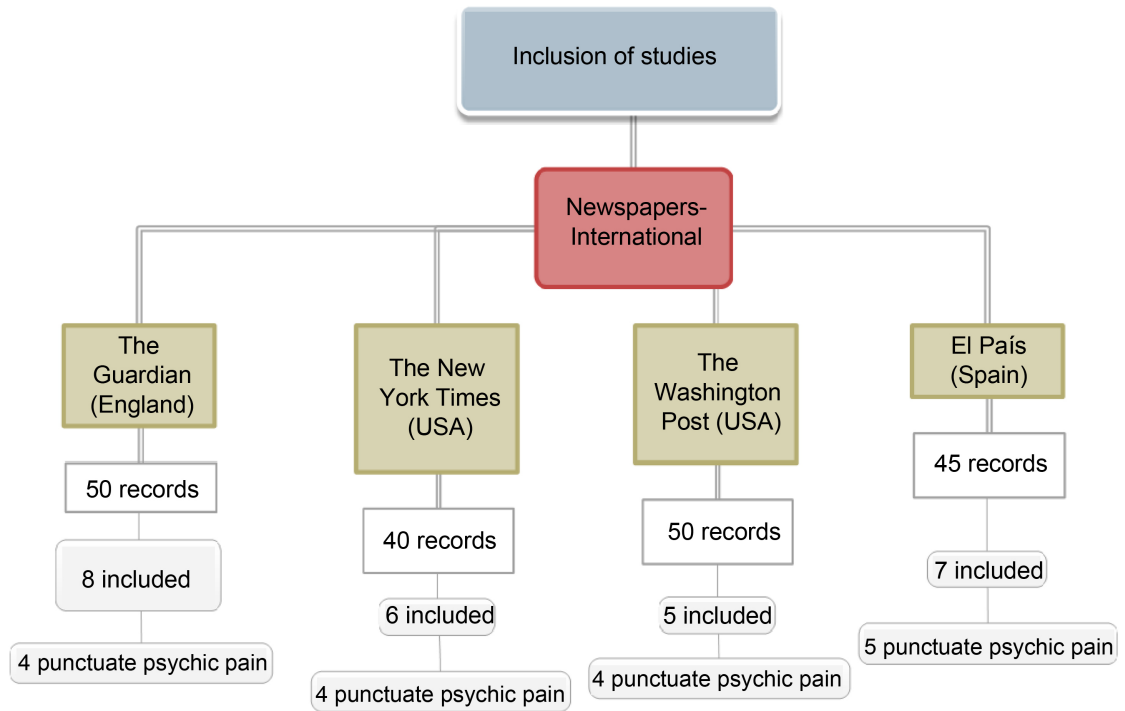 Inclusion of studies
Newspapers-
International
The
Guardian
(England)
50 records
8 included
4 punctuate psychic pain
The New
York Times
(USA)
40 records
6 included
4 punctuate psychic pain
The
Washington
Post (USA)
50 records
5 included
4 punctuate psychic pain
El País
(Spain)
45 records
7 included
5 punctuate psychic pain